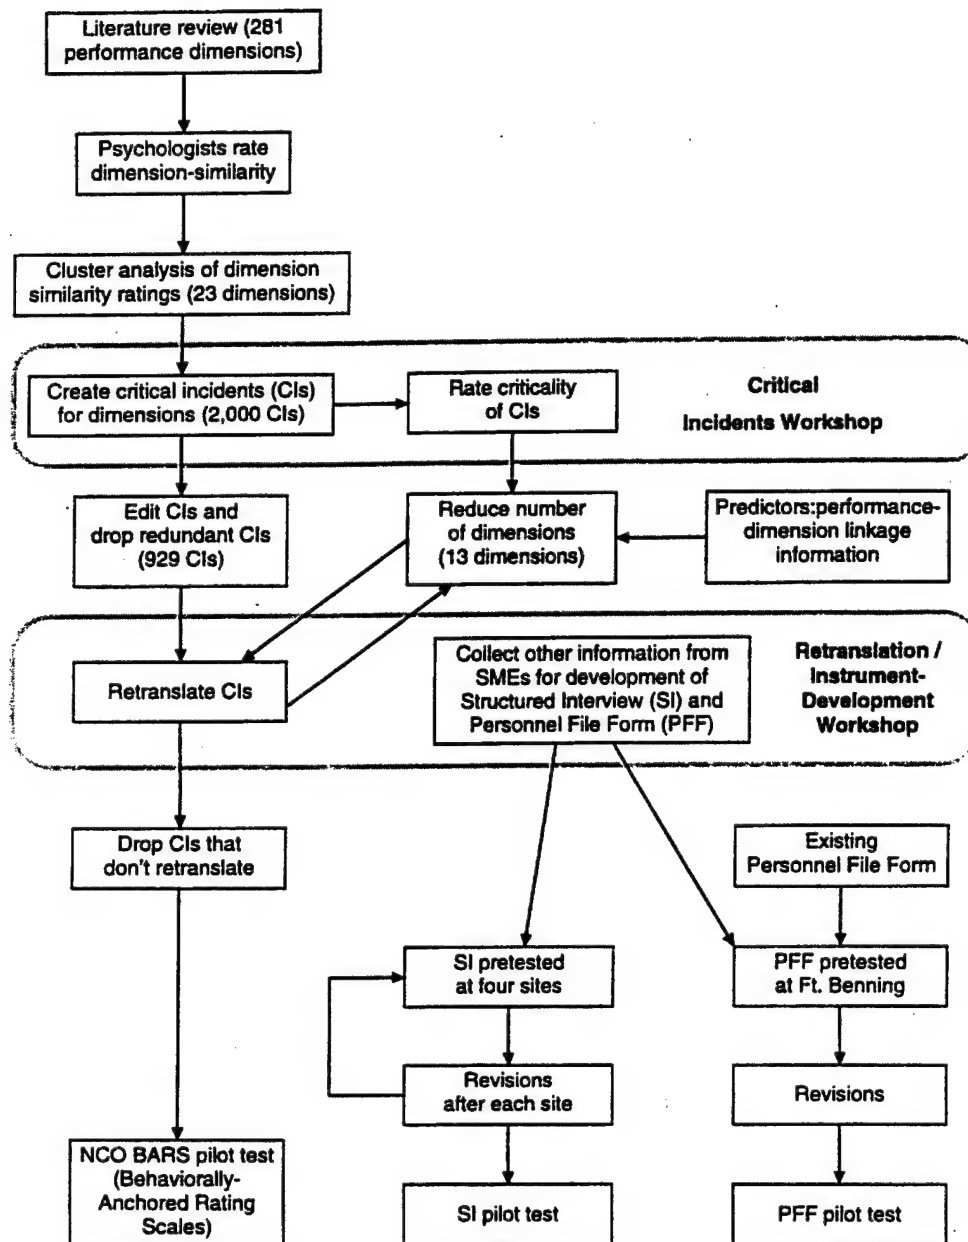 Literature review (281
performance dimensions)
Psychologists rate
dimension-similarity
Cluster analysis of dimension
similarity ratings (23 dimensions)
Create critical incidents (CIs)
for dimensions (2,000 CIs)
Rate criticality
of CIs
Critical
Incidents Workshop
Edit CIs and
drop redundant CIs
(929 CIs)
Reduce number
of dimensions
(13 dimensions)
Predictors:performance-
dimension linkage
information
Retranslate CIs
Collect other information from
SMEs for development of
Structured Interview (SI) and
Personnel File Form (PFF)
Retranslation /
Instrument-
Development
Workshop
Drop CIs that
don't retranslate
Existing
Personnel File Form
SI pretested
at four sites
PFF pretested
at Ft. Benning
Revisions
after each site
Revisions
NCO BARS pilot test
(Behaviorally-
Anchored Rating
Scales)
SI pilot test
PFF pilot test